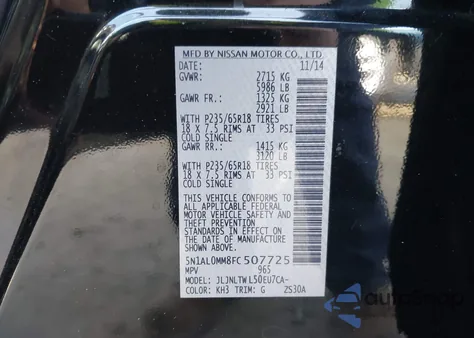 MFD BY NISSAN MOTOR CO., LTD.
DATE: 11/14
GVWR: 2715 KG
5986 LB
GAWR FR.: 1325 KG
2921 LB
WITH P235/65R18 TIRES
18 X 7.5 RIMS AT 33 PSI
COLD SINGLE
GAWR RR.: 1415 KG
3120 LB
WITH P235/65R18 TIRES
18 X 7.5 RIMS AT 33 PSI
COLD SINGLE
THIS VEHICLE CONFORMS TO
ALL APPLICABLE FEDERAL
MOTOR VEHICLE SAFETY AND
THEFT PREVENTION
STANDARDS IN EFFECT ON
THE DATE OF MANUFACTURE
SHOWN ABOVE.
5N1AL0MM8FC507725
MPV 965
MODEL: JLJNLTWL50EU7CA-
COLOR: KH3 TRIM: G ZS30A